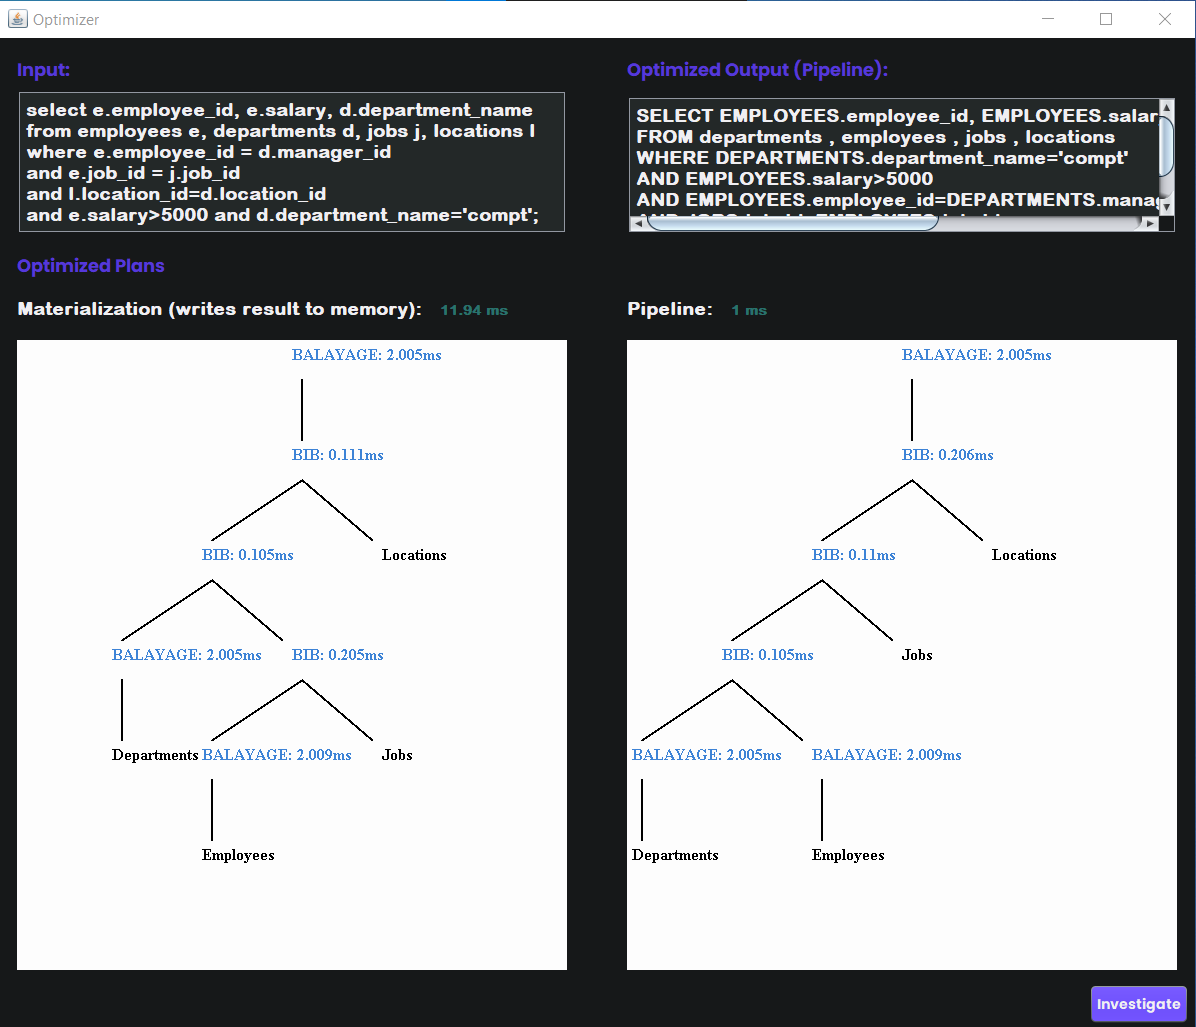 Optimizer
Input:
select e.employee_id, e.salary, d.department_name
from employees e, departments d, jobs j, locations l
where e.employee_id = d.manager_id
and e.job_id = j.job_id
and l.location_id=d.location_id
and e.salary>5000 and d.department_name='compt';
Optimized Output (Pipeline):
SELECT EMPLOYEES.employee_id, EMPLOYEES.salar
FROM departments , employees , jobs , locations
WHERE DEPARTMENTS.department_name='compt'
AND EMPLOYEES.salary>5000
AND EMPLOYEES.employee_id=DEPARTMENTS.mana
Optimized Plans
Materialization (writes result to memory): 11.94 ms
BALAYAGE: 2.005ms
BIB: 0.111ms
BIB: 0.105ms
Locations
BALAYAGE: 2.005ms
BIB: 0.205ms
Departments
BALAYAGE: 2.009ms
Jobs
Employees
Pipeline: 1 ms
BALAYAGE: 2.005ms
BIB: 0.206ms
BIB: 0.11ms
Locations
BIB: 0.105ms
Jobs
BALAYAGE: 2.005ms
BALAYAGE: 2.009ms
Departments
Employees
Investigate